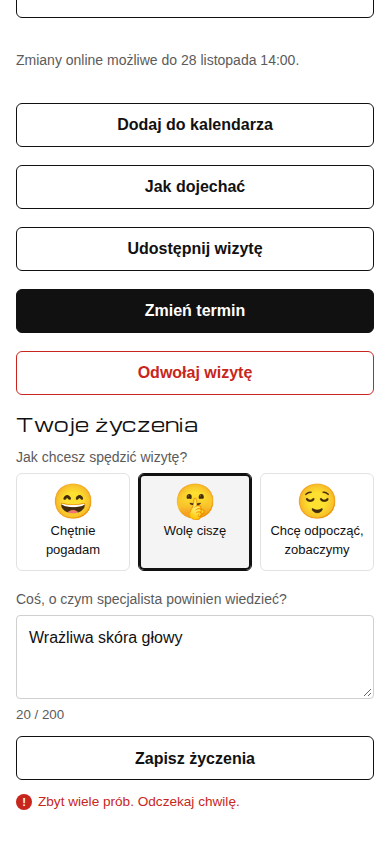 Zmiany online możliwe do 28 listopada 14:00.
Dodaj do kalendarza
Jak dojechać
Udostępnij wizytę
Zmień termin
Odwołaj wizytę
Twoje życzenia
Jak chcesz spędzić wizytę?
Chętnie
pogadam
Wolę ciszę
Chcę odpocząć,
zobaczymy
Coś, o czym specjalista powinien wiedzieć?
Wrażliwa skóra głowy
20 / 200
Zapisz życzenia
Zbyt wiele prób. Odczekaj chwilę.